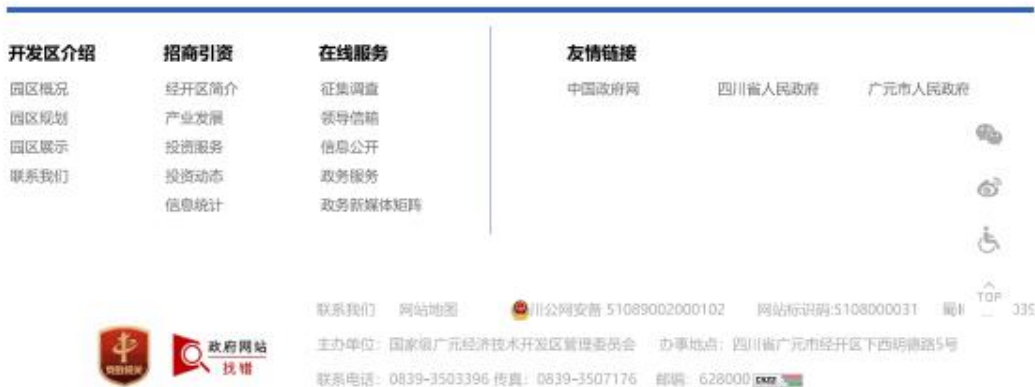 开发区介绍
园区概况
园区规划
园区展示
联系我们
招商引资
经开区简介
产业发展
投资服务
投资动态
信息统计
在线服务
征集调查
领导信箱
信息公开
政务服务
政务新媒体矩阵
友情链接
中国政府网 四川省人民政府 广元市人民政府
TOP
联系我们 网站地图 川公网安备 51089002000102 网站标识码:5108000031
主办单位：国家级广元经济技术开发区管理委员会 办事地点：四川省广元市经开区下西明德路5号
联系电话：0839-3503396 传真：0839-3507176 邮编：628000 CNZZ
党政机关
政府网站
找错